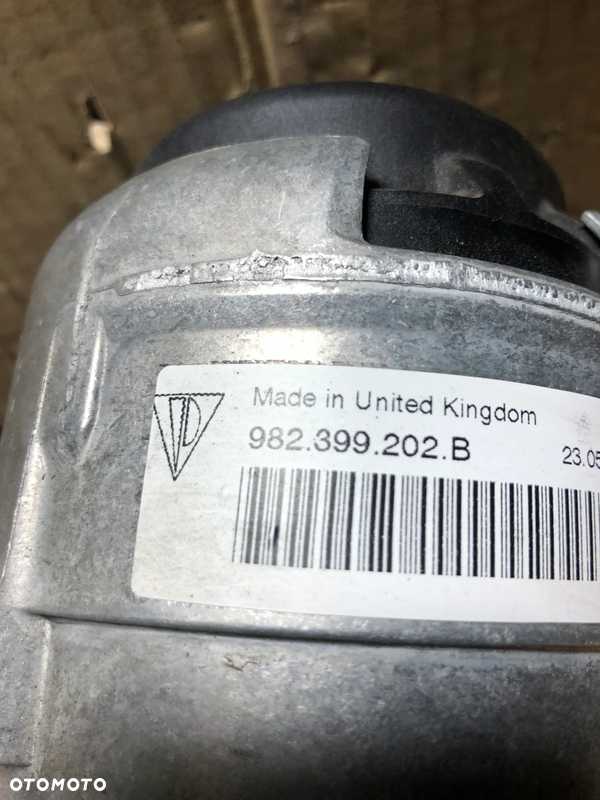 Made in United Kingdom
982.399.202.B
23.05
OTOMOTO